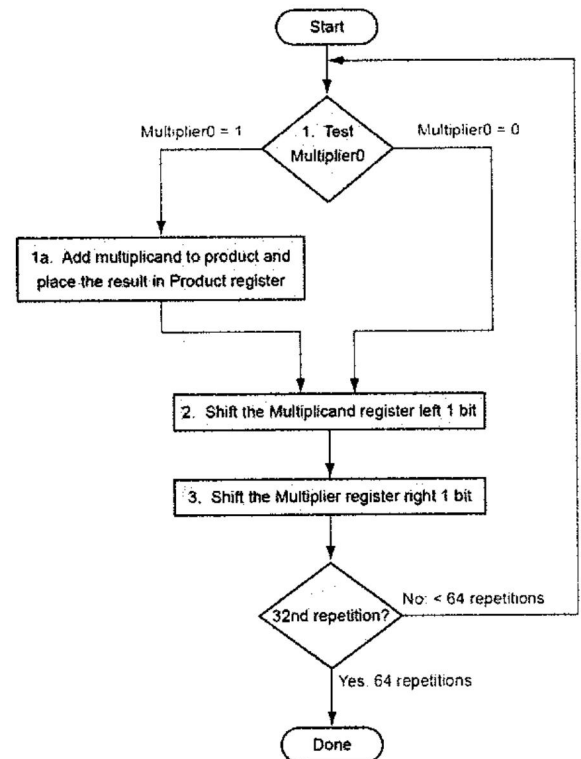 Start
Multiplier0 = 1
1. Test
Multiplier0
Multiplier0 = 0
1a. Add multiplicand to product and
place the result in Product register
2. Shift the Multiplicand register left 1 bit
3. Shift the Multiplier register right 1 bit
32nd repetition?
No: < 64 repetitions
Yes: 64 repetitions
Done